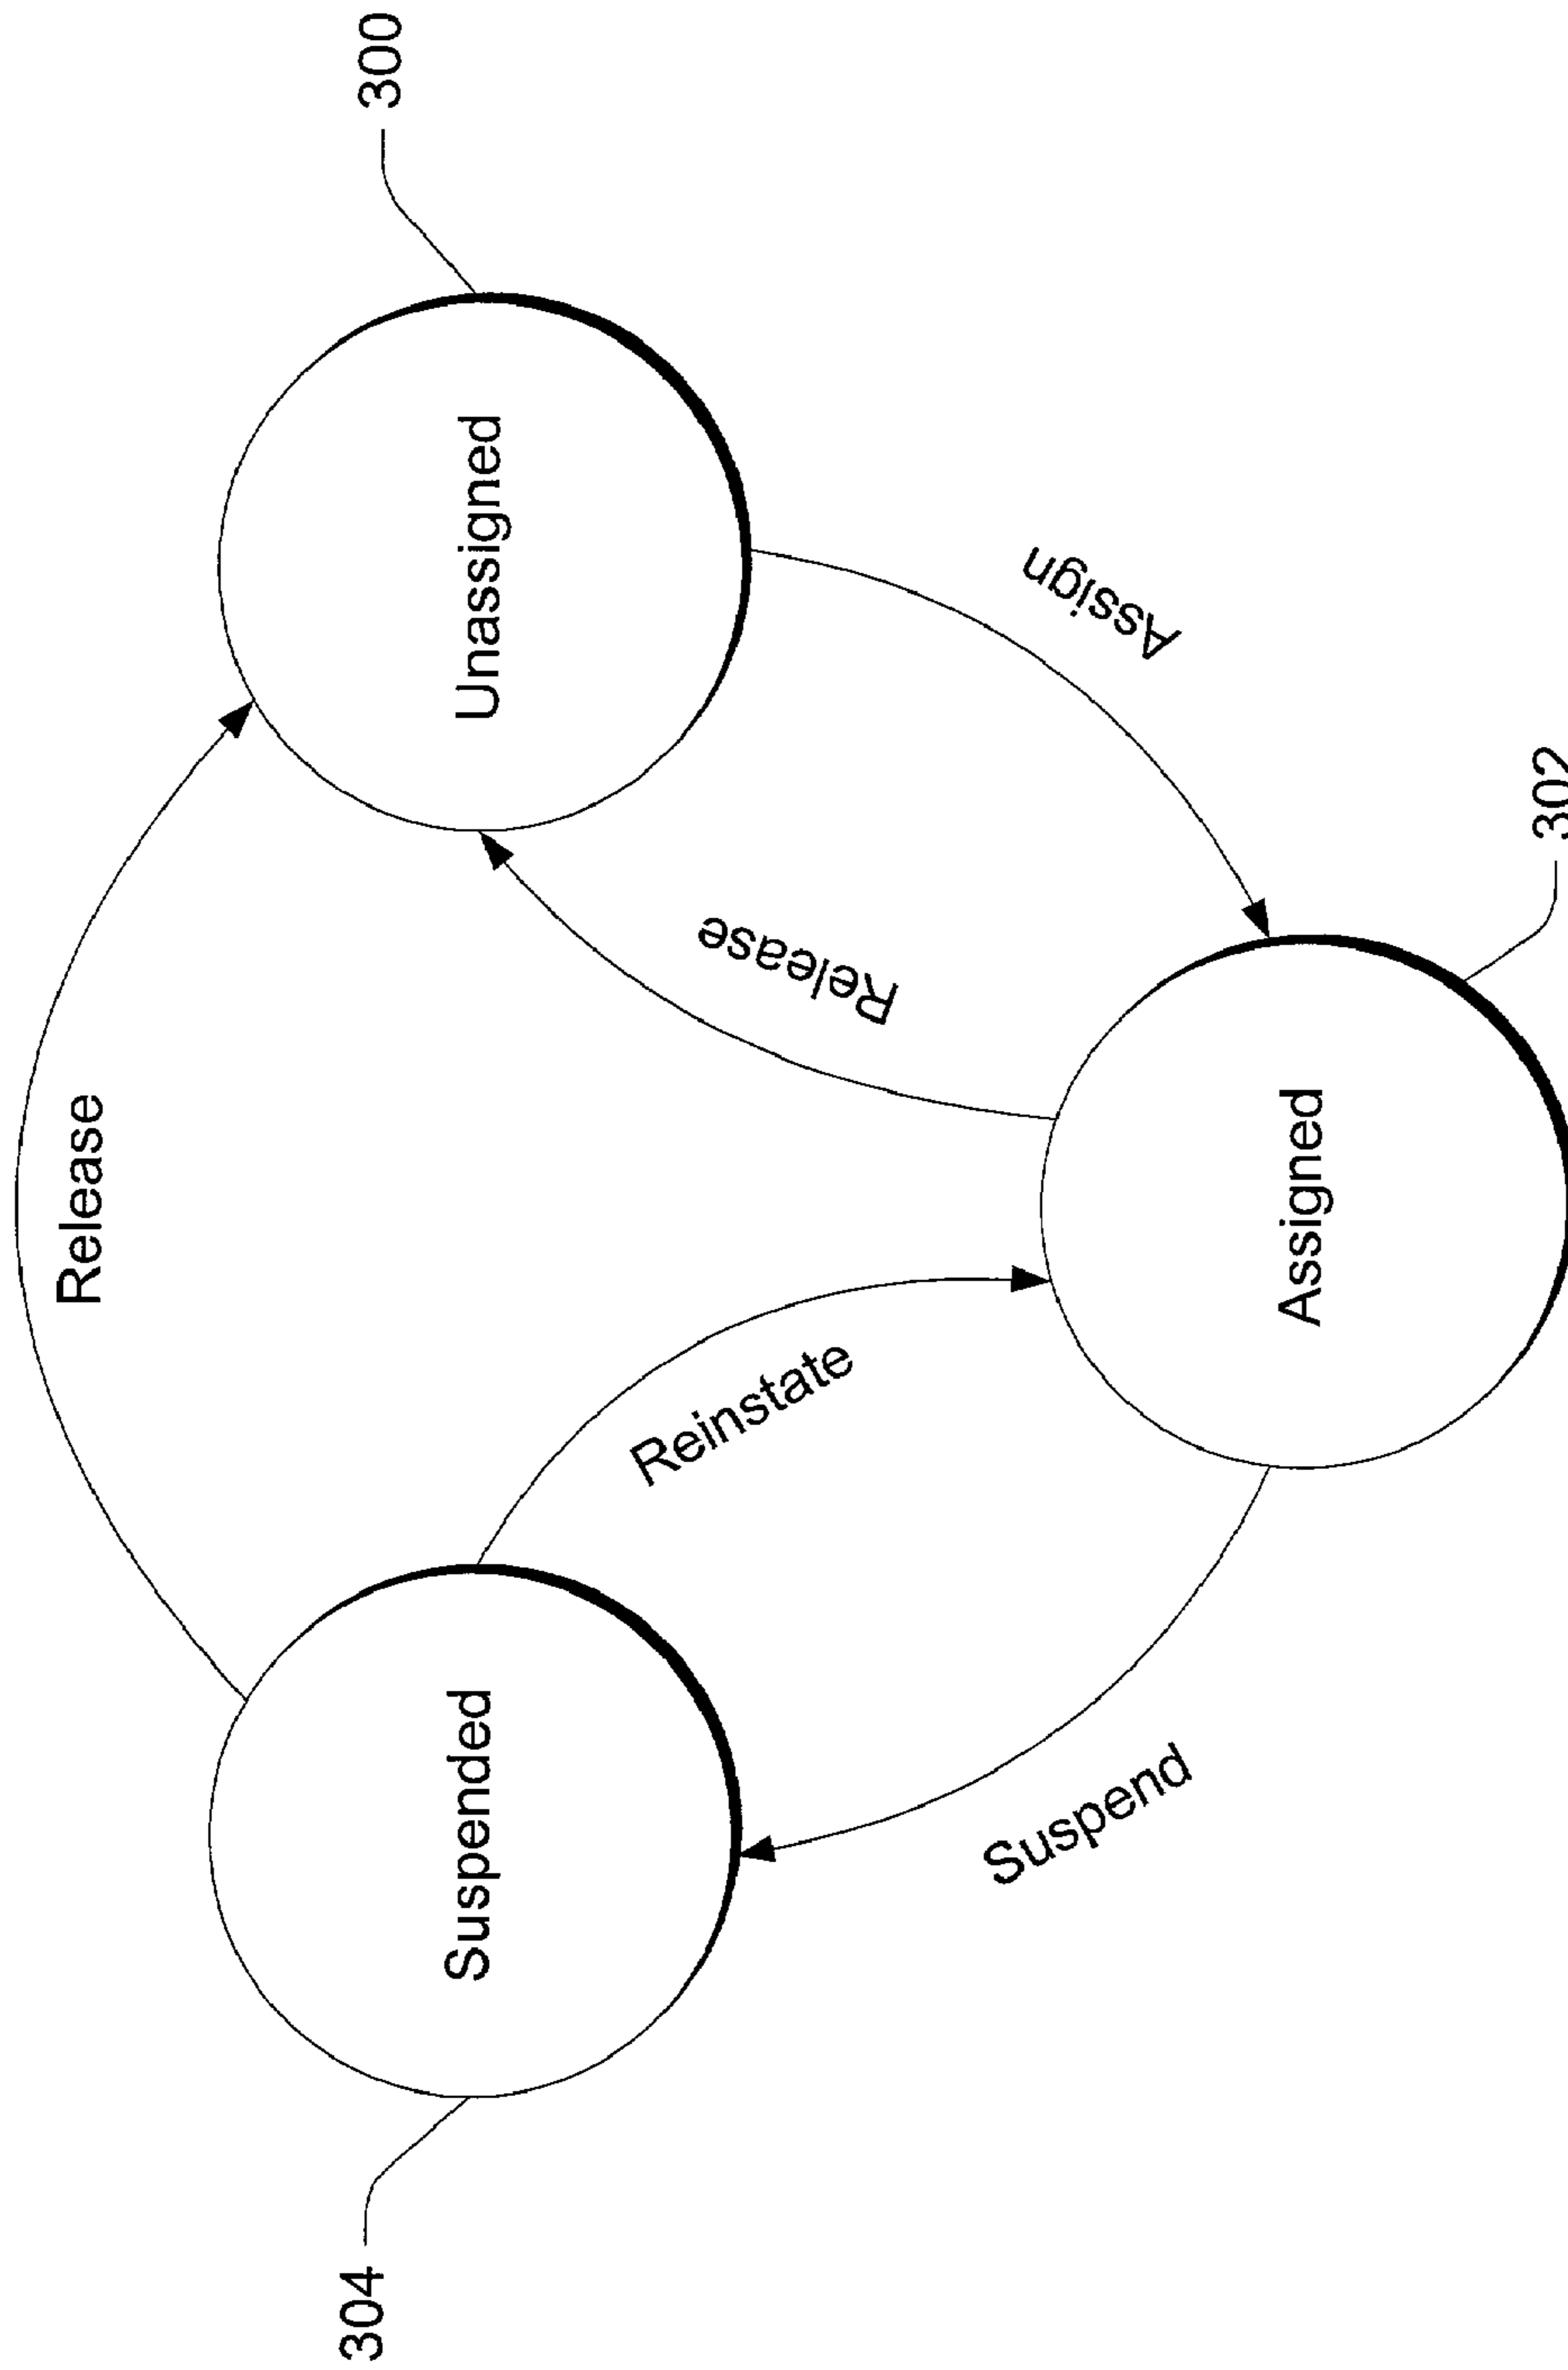 Release
304
Suspended
Unassigned
300
Reinstate
Release
Suspend
Assign
Assigned
302